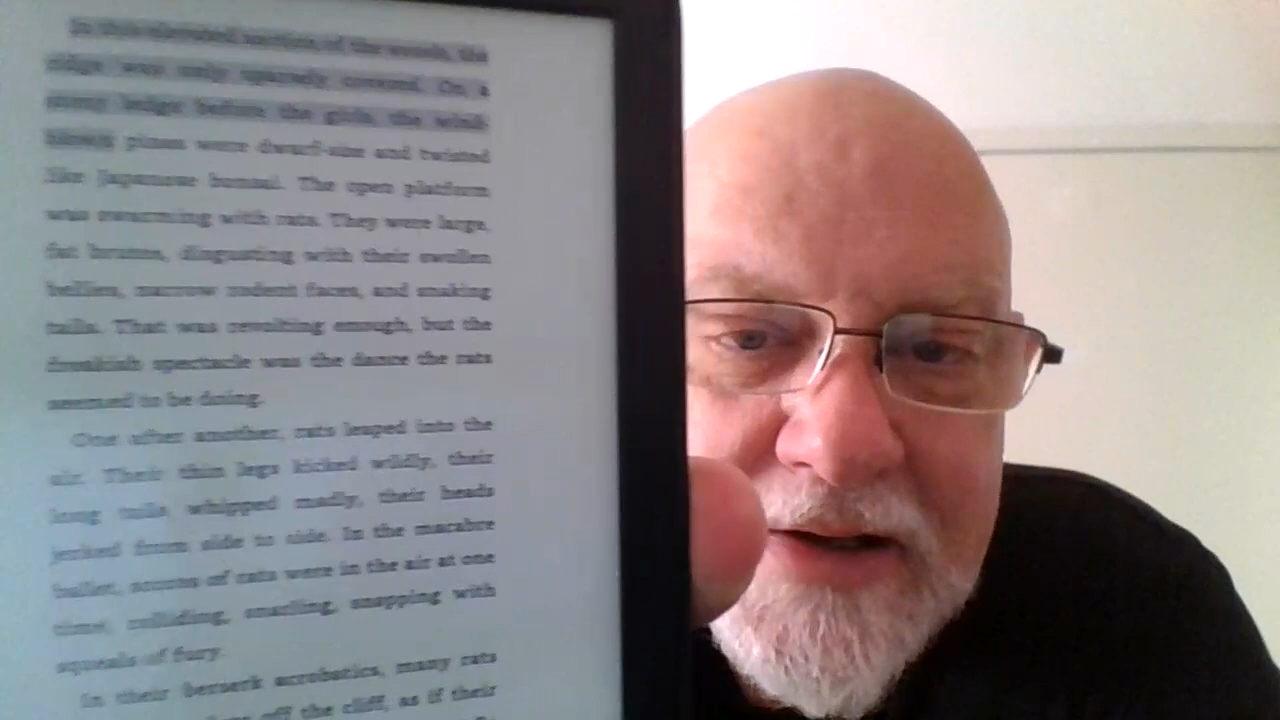 In this elevated section of the woods, the
ridge was only sparsely covered. On a
stony ledge before the girls, the wind-
blown pines were dwarf-size and twisted
like Japanese bonsai. The open platform
was swarming with rats. They were large,
fat brutes, disgusting with their swollen
bellies, narrow rodent faces, and snaking
tails. That was revolting enough, but the
freakish spectacle was the dance the rats
seemed to be doing.
One after another, rats leaped into the
air. Their thin legs kicked wildly, their
long tails whipped madly, their heads
jerked from side to side. In the macabre
ballet, scores of rats were in the air at one
time, colliding, snarling, snapping with
squeals of fury.
In their berserk acrobatics, many rats
off the cliff, as if their